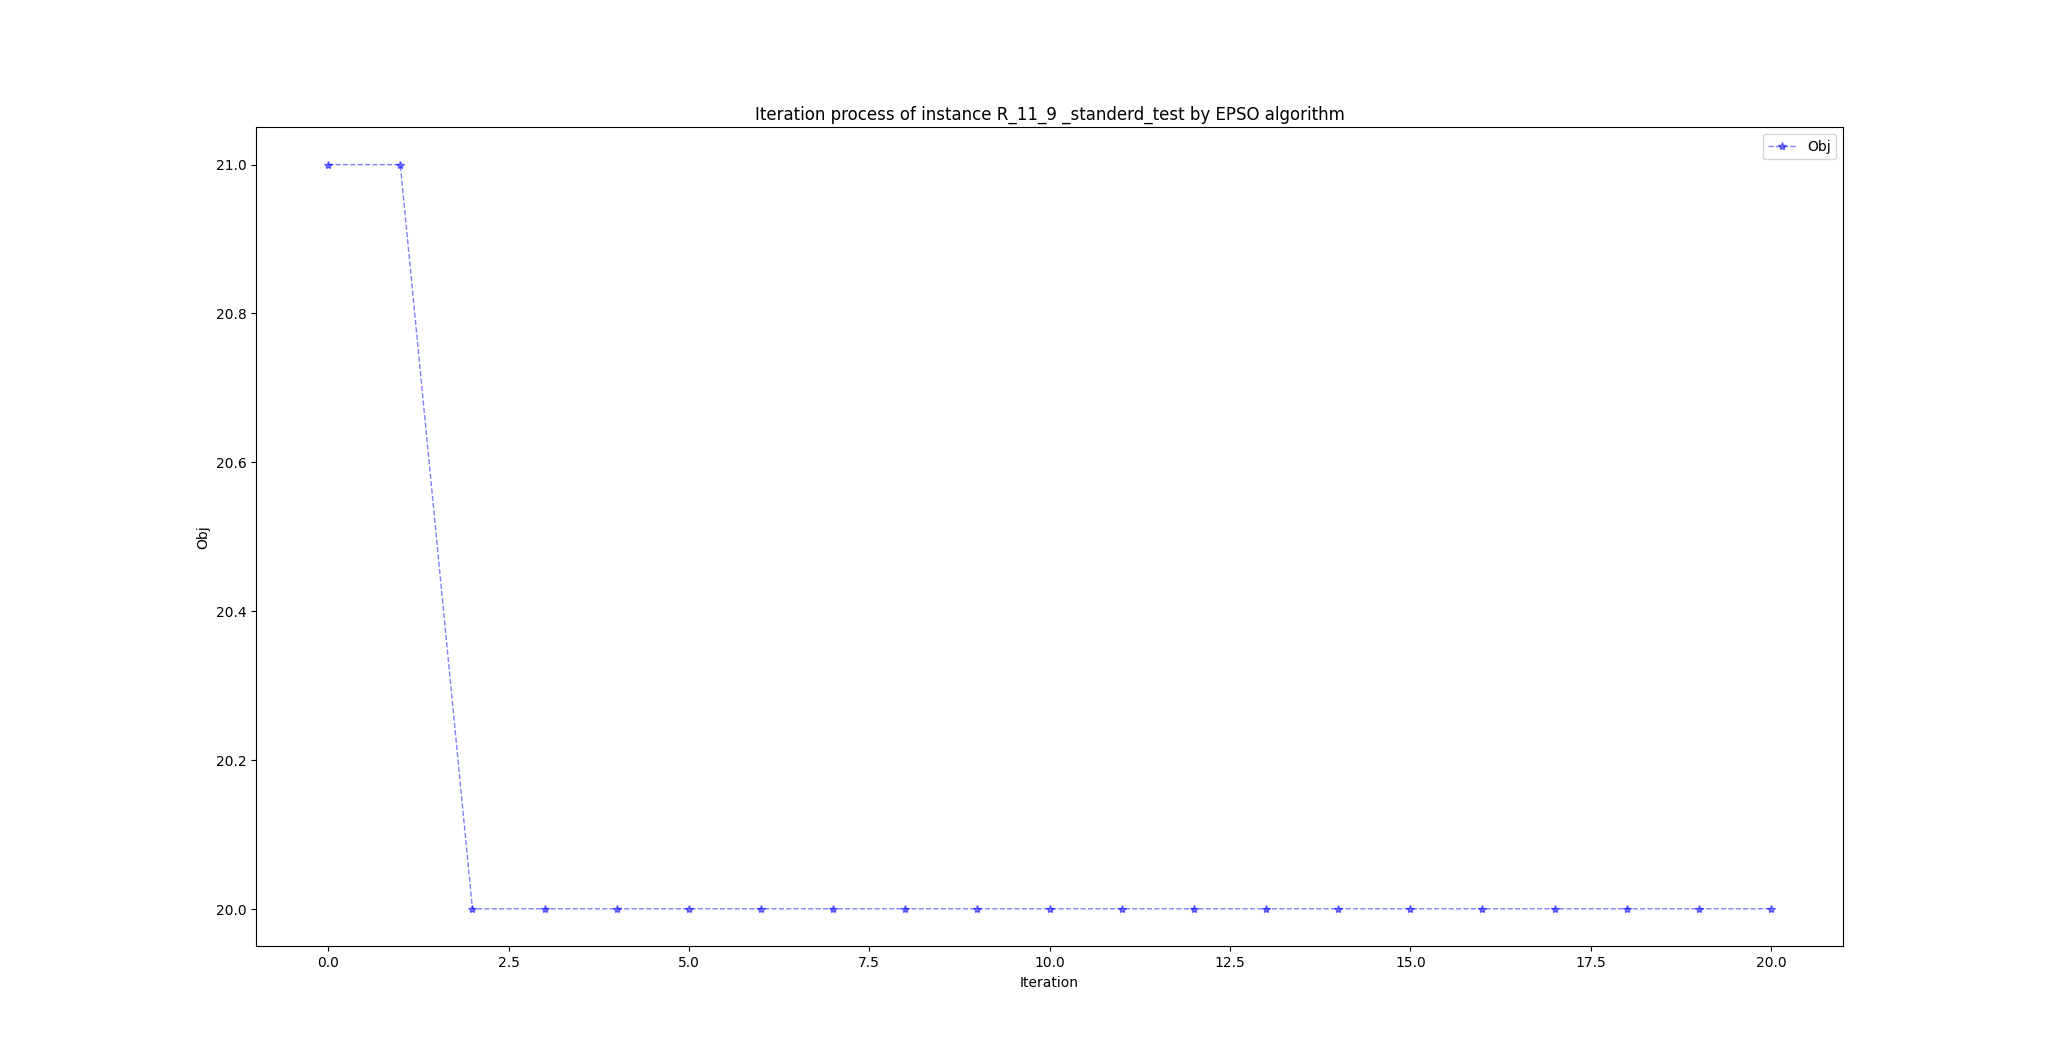 Iteration process of instance R_11_9 _standerd_test by EPSO algorithm
Obj
21.0
20.8
20.6
20.4
20.2
20.0
Obj
0.0 2.5 5.0 7.5 10.0 12.5 15.0 17.5 20.0
Iteration